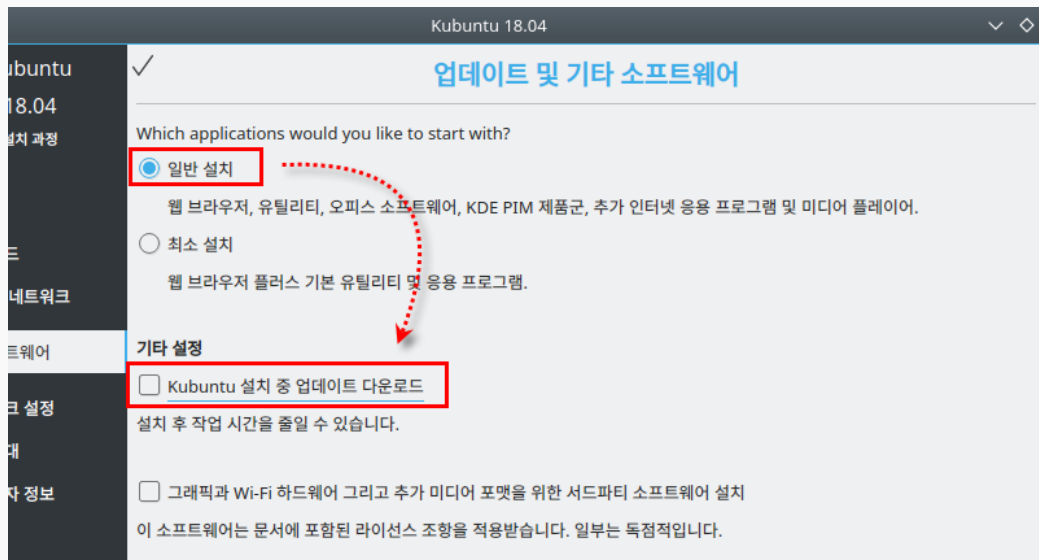 Kubuntu 18.04
ubuntu
18.04
설치 과정
네트워크
트웨어
크 설정
대
자 정보
업데이트 및 기타 소프트웨어
Which applications would you like to start with?
일반 설치
웹 브라우저, 유틸리티, 오피스 소프트웨어, KDE PIM 제품군, 추가 인터넷 응용 프로그램 및 미디어 플레이어.
최소 설치
웹 브라우저 플러스 기본 유틸리티 및 응용 프로그램.
기타 설정
Kubuntu 설치 중 업데이트 다운로드
설치 후 작업 시간을 줄일 수 있습니다.
그래픽과 Wi-Fi 하드웨어 그리고 추가 미디어 포맷을 위한 서드파티 소프트웨어 설치
이 소프트웨어는 문서에 포함된 라이선스 조항을 적용받습니다. 일부는 독점적입니다.